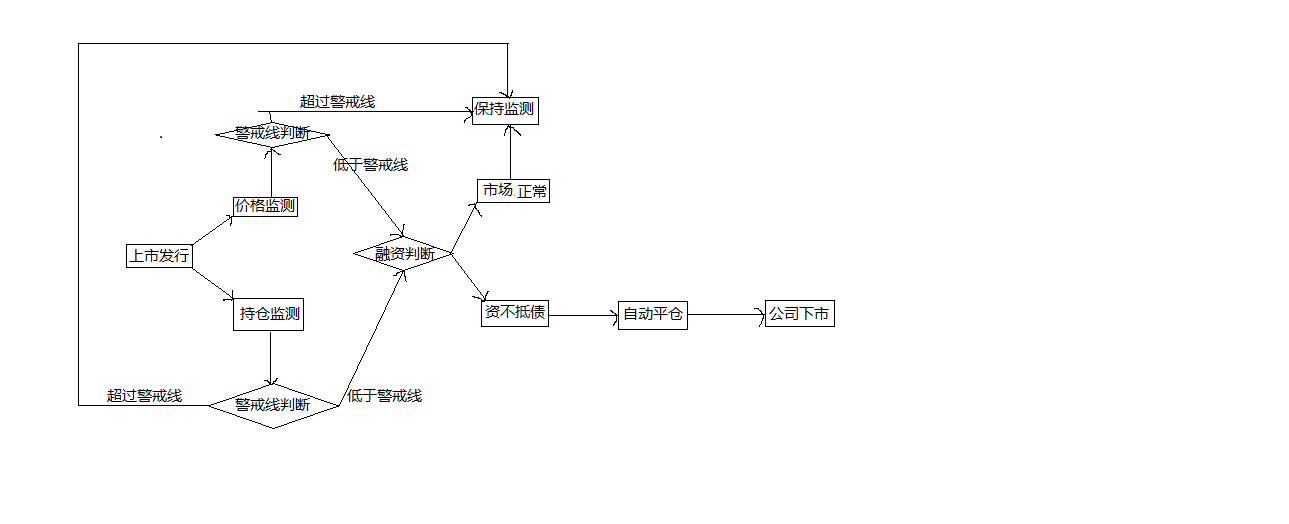 超过警戒线
保持监测
警戒线判断
低于警戒线
市场 正常
价格监测
上市发行
融资判断
持仓监测
资不抵债
自动平仓
公司下市
超过警戒线
警戒线判断
低于警戒线